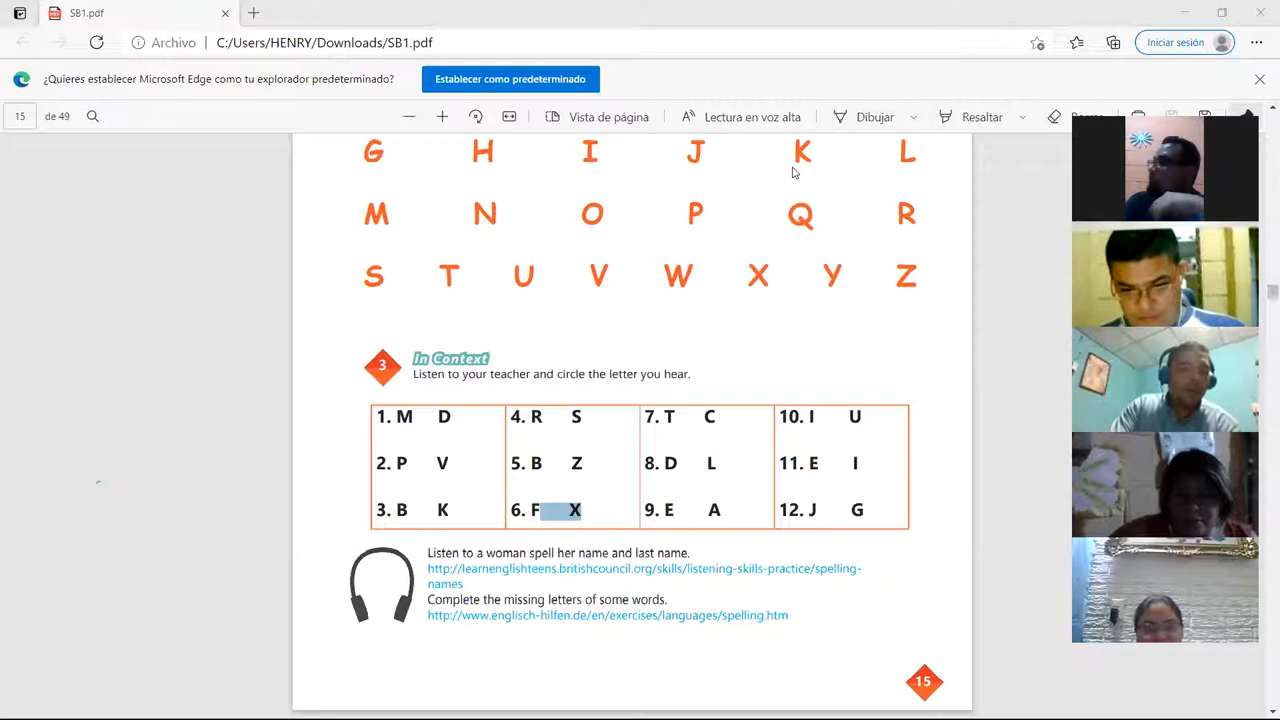 SB1.pdf
Archivo C:/Users/HENRY/Downloads/SB1.pdf Iniciar sesión
¿Quieres establecer Microsoft Edge como tu explorador predeterminado? Establecer como predeterminado
15 de 49 Vista de página Lectura en voz alta Dibujar Resaltar
G H I J K L
M N O P Q R
S T U V W X Y Z
3 In Context
Listen to your teacher and circle the letter you hear.
1. M D 4. R S 7. T C 10. I U
2. P V 5. B Z 8. D L 11. E I
3. B K 6. F X 9. E A 12. J G
Listen to a woman spell her name and last name.
http://learnenglishteens.britishcouncil.org/skills/listening-skills-practice/spelling-
names
Complete the missing letters of some words.
http://www.englisch-hilfen.de/en/exercises/languages/spelling.htm
15